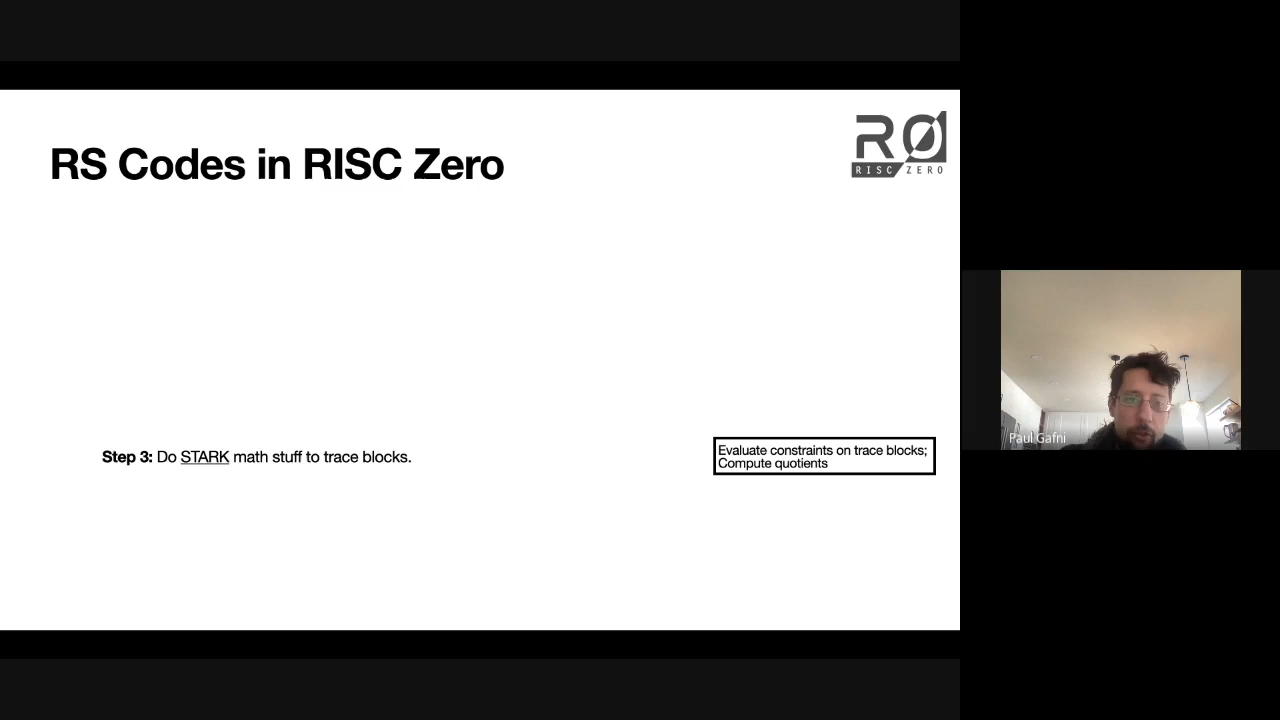 RS Codes in RISC Zero
R0
RISC ZERO
Step 3: Do STARK math stuff to trace blocks.
Evaluate constraints on trace blocks;
Compute quotients
Paul Gafni